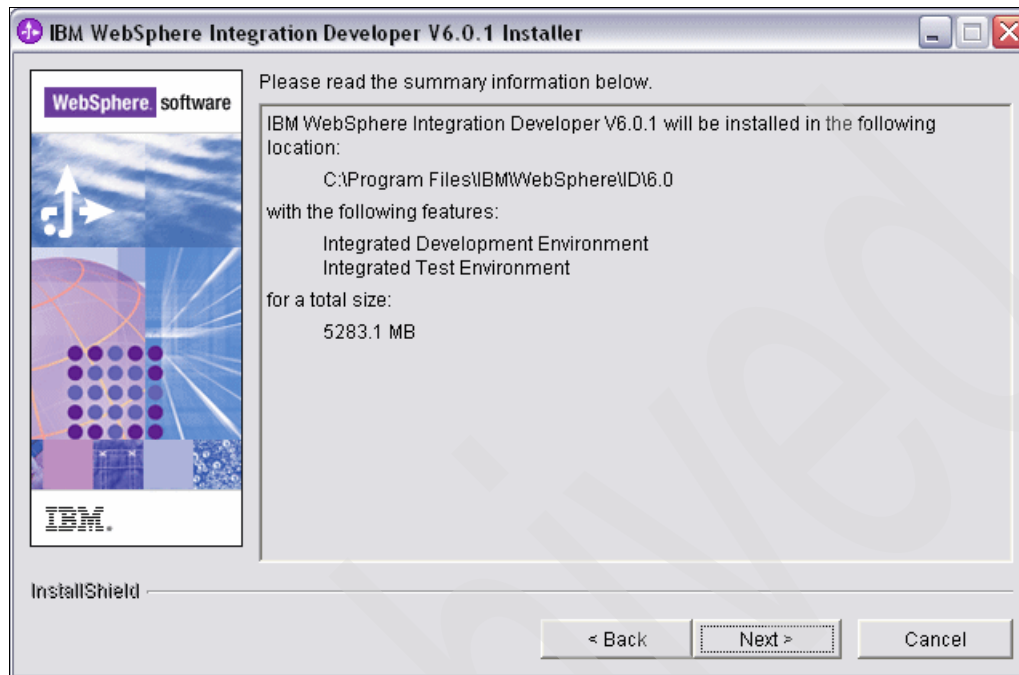 IBM WebSphere Integration Developer V6.0.1 Installer
WebSphere. software
Please read the summary information below.
IBM WebSphere Integration Developer V6.0.1 will be installed in the following
location:
C:\Program Files\IBM\WebSphere\ID\6.0
with the following features:
Integrated Development Environment
Integrated Test Environment
for a total size:
5283.1 MB
IBM.
InstallShield
< Back
Next >
Cancel